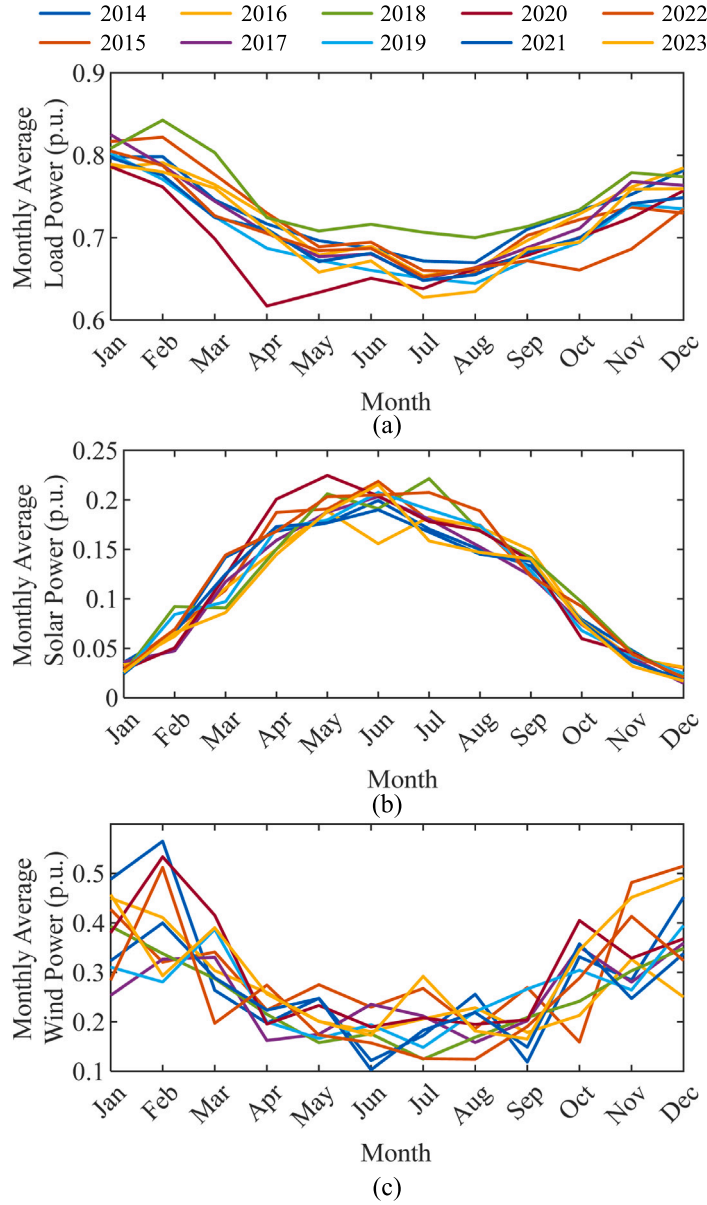 2014 2016 2018 2020 2022
2015 2017 2019 2021 2023
Monthly Average
Load Power (p.u.)
0.9
0.8
0.7
0.6
Jan Feb Mar Apr May Jun Jul Aug Sep Oct Nov Dec
Month
(a)
Monthly Average
Solar Power (p.u.)
0.25
0.2
0.15
0.1
0.05
0
Jan Feb Mar Apr May Jun Jul Aug Sep Oct Nov Dec
Month
(b)
Monthly Average
Wind Power (p.u.)
0.5
0.4
0.3
0.2
0.1
Jan Feb Mar Apr May Jun Jul Aug Sep Oct Nov Dec
Month
(c)